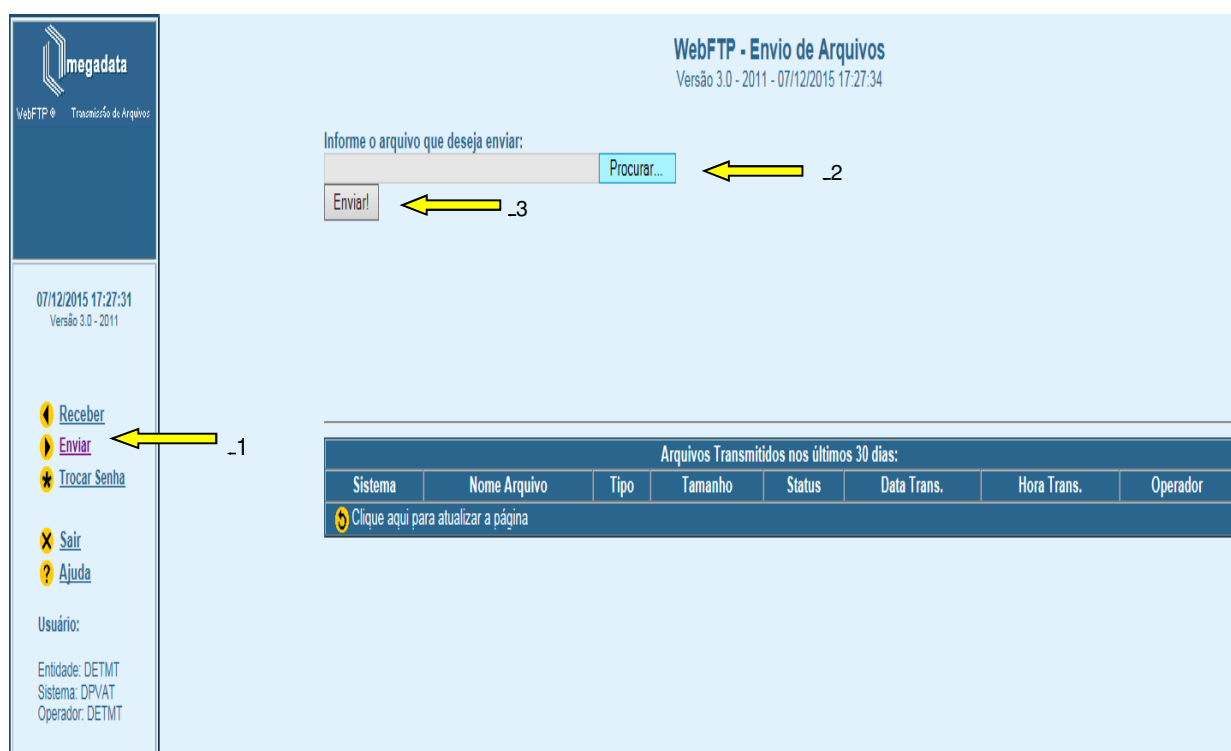 megadata
WebFTP ® Transmissão de Arquivos
07/12/2015 17:27:31
Versão 3.0 - 2011
Receber
Enviar
Trocar Senha
Sair
Ajuda
Usuário:
Entidade: DETMT
Sistema: DPVAT
Operador: DETMT
_1
WebFTP - Envio de Arquivos
Versão 3.0 - 2011 - 07/12/2015 17:27:34
Informe o arquivo que deseja enviar:
Procurar...
_2
Enviar!
_3
Arquivos Transmitidos nos últimos 30 dias:
Sistema Nome Arquivo Tipo Tamanho Status Data Trans. Hora Trans. Operador
Clique aqui para atualizar a página